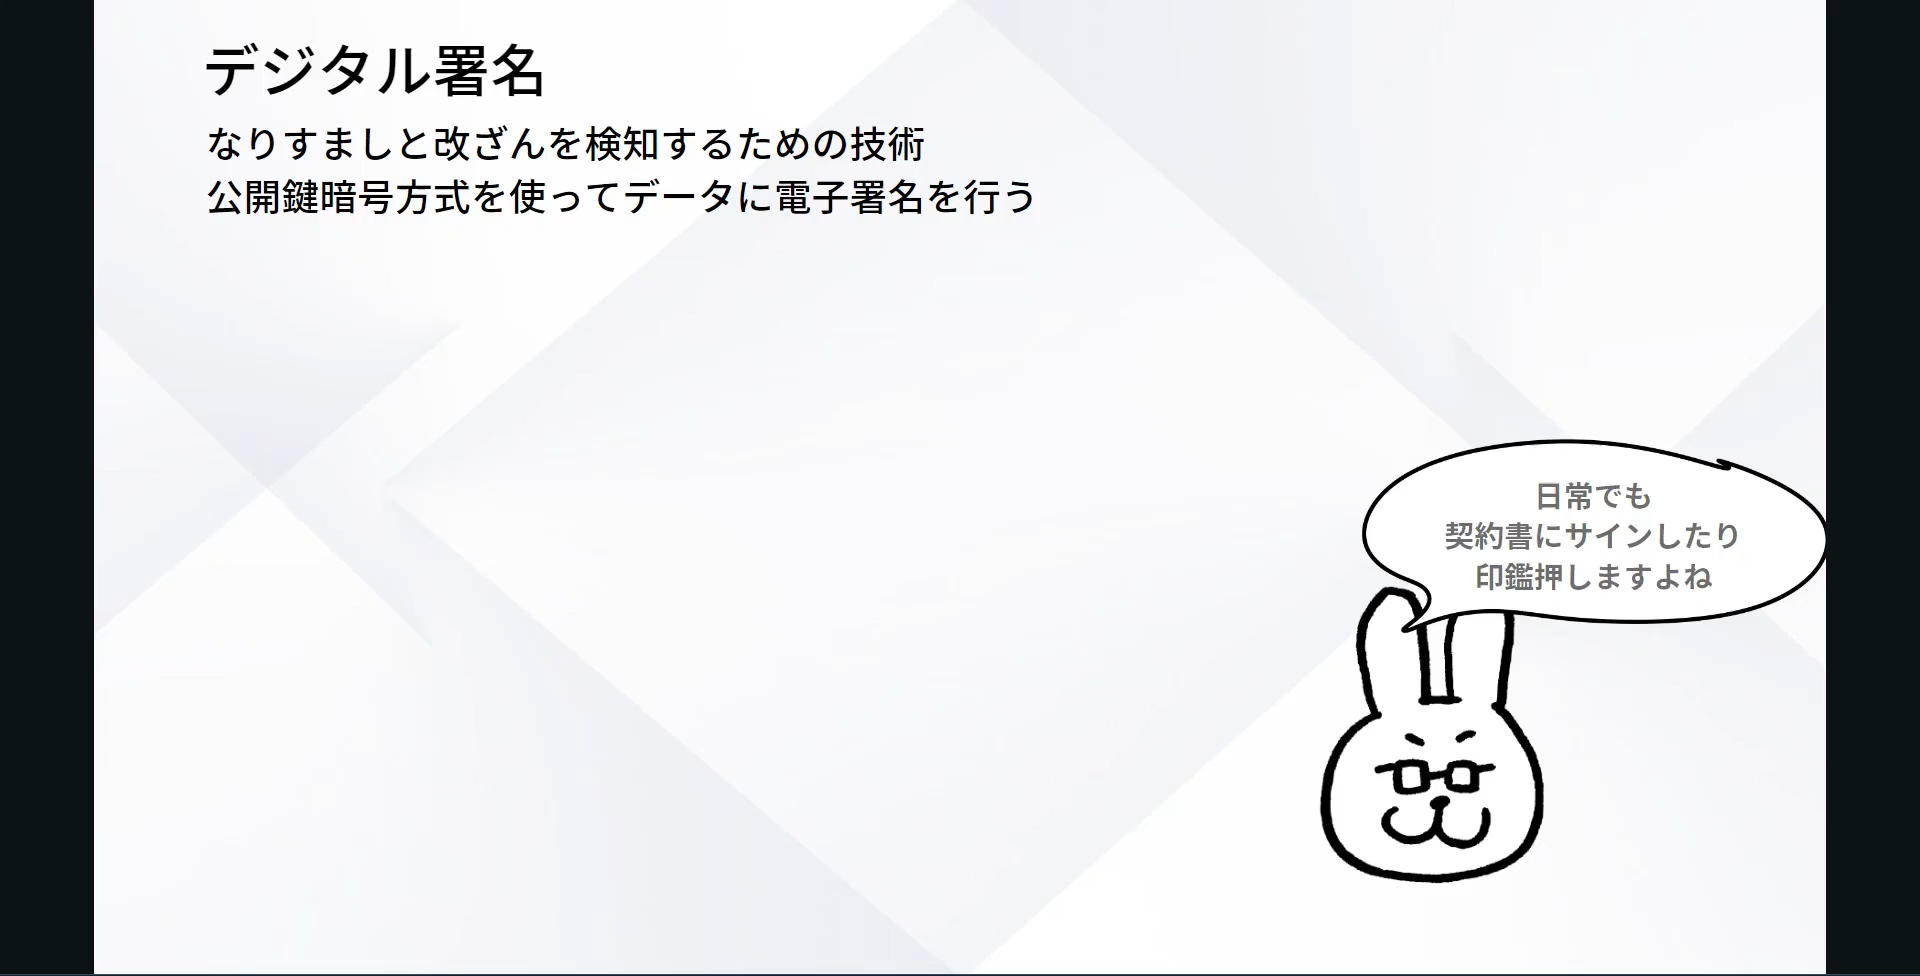 デジタル署名
なりすましと改ざんを検知するための技術
公開鍵暗号方式を使ってデータに電子署名を行う
日常でも
契約書にサインしたり
印鑑押しますよね